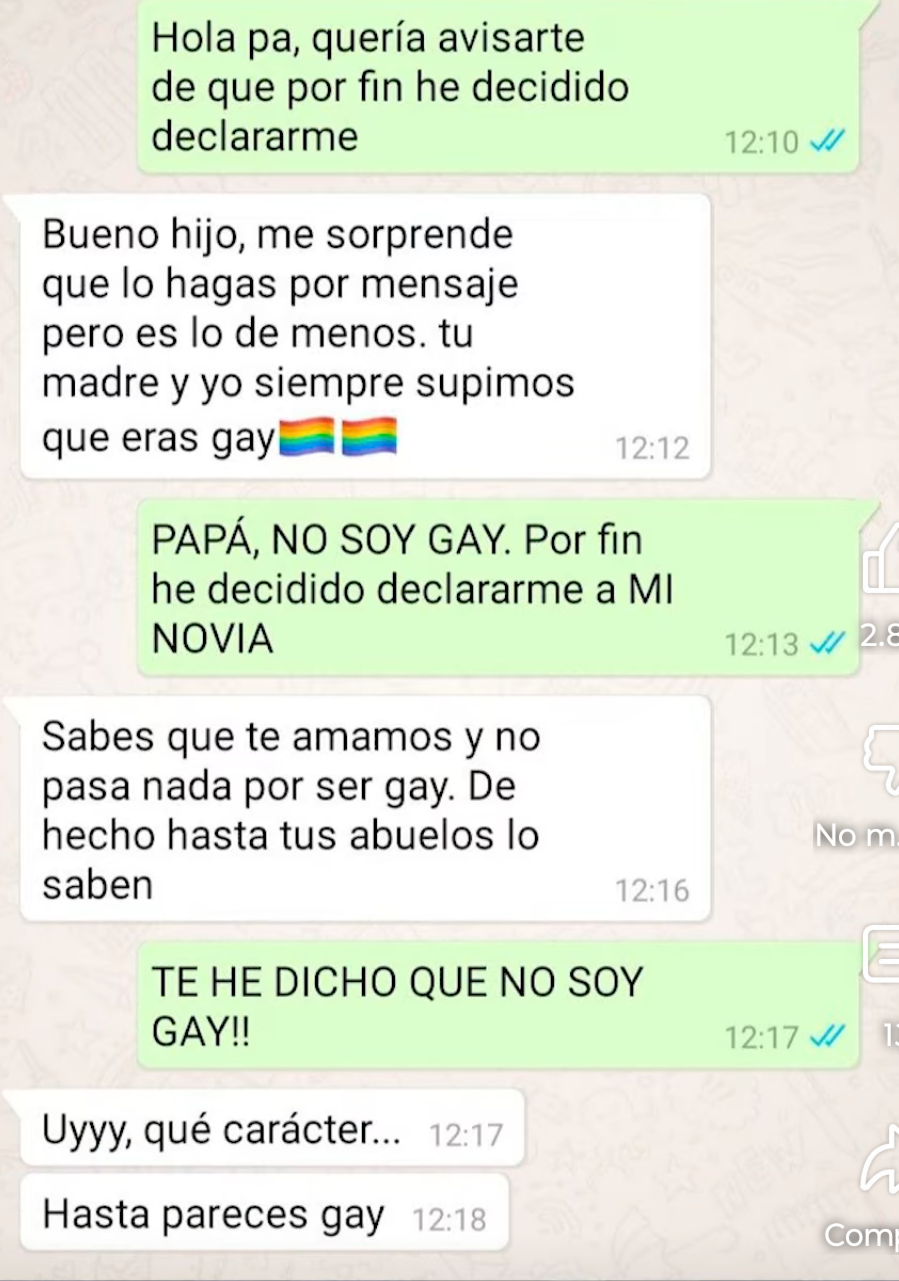 Hola pa, quería avisarte
de que por fin he decidido
declararme
12:10
Bueno hijo, me sorprende
que lo hagas por mensaje
pero es lo de menos. tu
madre y yo siempre supimos
que eras gay🏳️‍🌈🏳️‍🌈
12:12
PAPÁ, NO SOY GAY. Por fin
he decidido declararme a MI
NOVIA
12:13
2.8
Sabes que te amamos y no
pasa nada por ser gay. De
hecho hasta tus abuelos lo
saben
12:16
No m
TE HE DICHO QUE NO SOY
GAY!!
12:17
Uyyy, qué carácter... 12:17
Hasta pareces gay 12:18
Comp